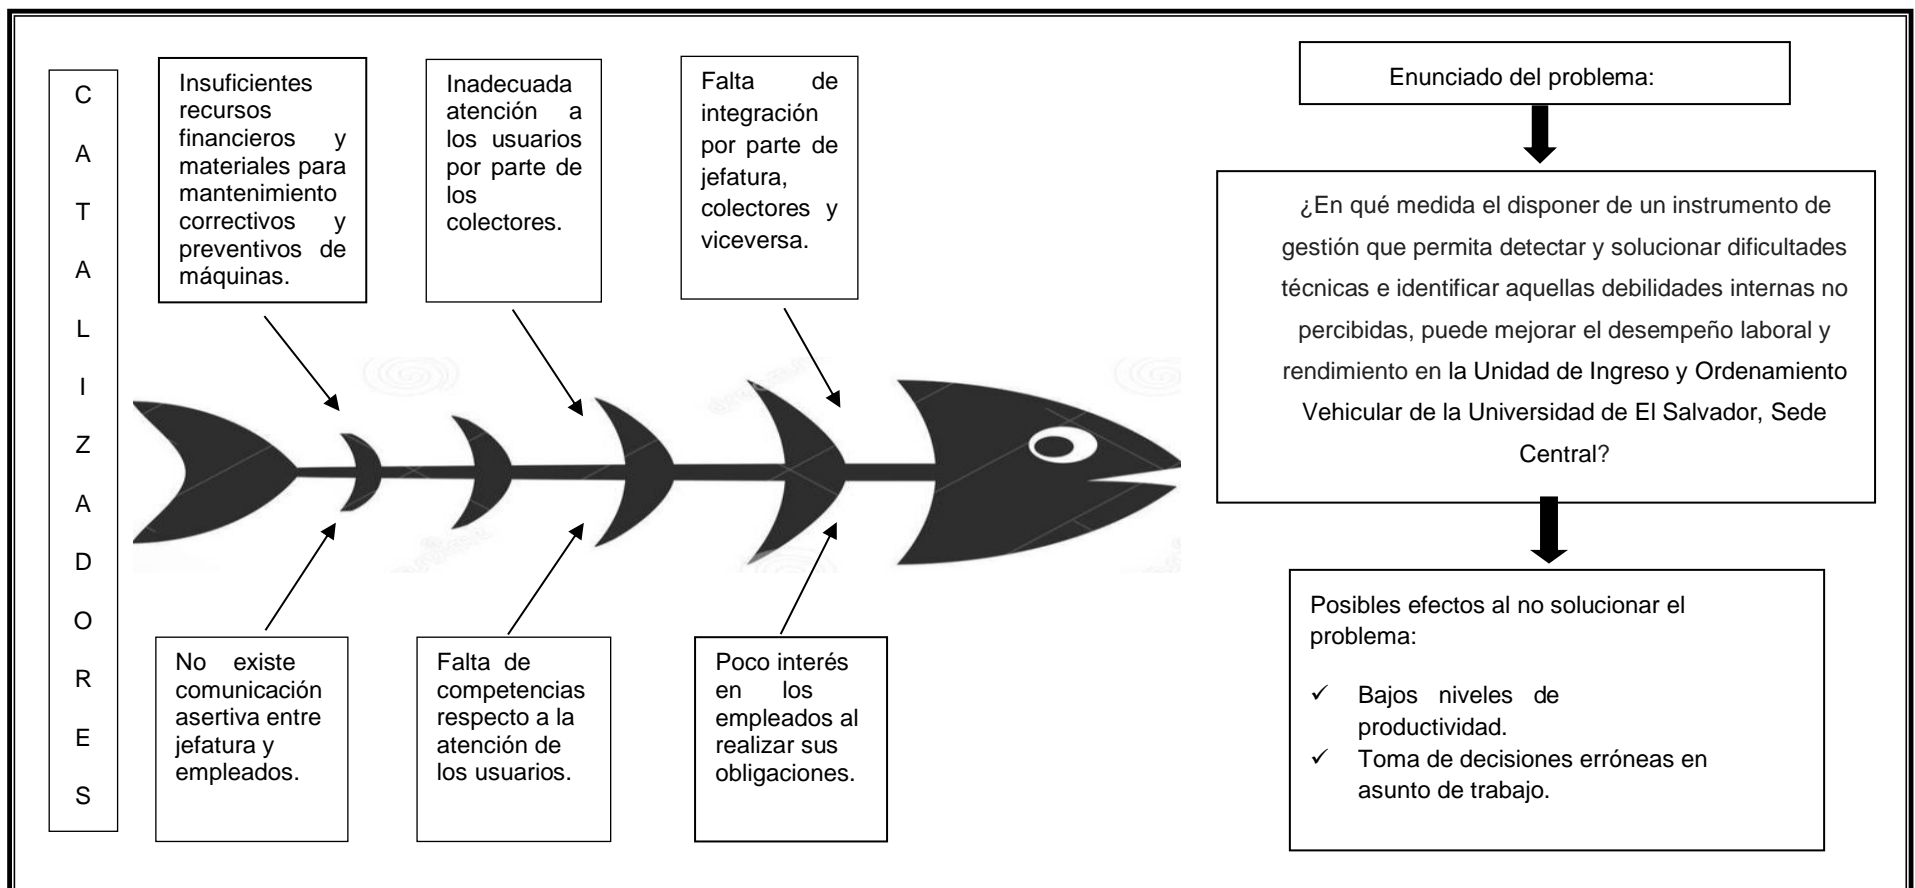 C
A
T
A
L
I
Z
A
D
O
R
E
S
Insuficientes
recursos
financieros y
materiales para
mantenimiento
correctivos y
preventivos de
máquinas.
Inadecuada
atención a
los usuarios
por parte de
los
colectores.
Falta de
integración
por parte de
jefatura,
colectores y
viceversa.
No existe
comunicación
asertiva entre
jefatura y
empleados.
Falta de
competencias
respecto a la
atención de
los usuarios.
Poco interés
en los
empleados al
realizar sus
obligaciones.
Enunciado del problema:
¿En qué medida el disponer de un instrumento de
gestión que permita detectar y solucionar dificultades
técnicas e identificar aquellas debilidades internas no
percibidas, puede mejorar el desempeño laboral y
rendimiento en la Unidad de Ingreso y Ordenamiento
Vehicular de la Universidad de El Salvador, Sede
Central?
Posibles efectos al no solucionar el
problema:
✓ Bajos niveles de
productividad.
✓ Toma de decisiones erróneas en
asunto de trabajo.